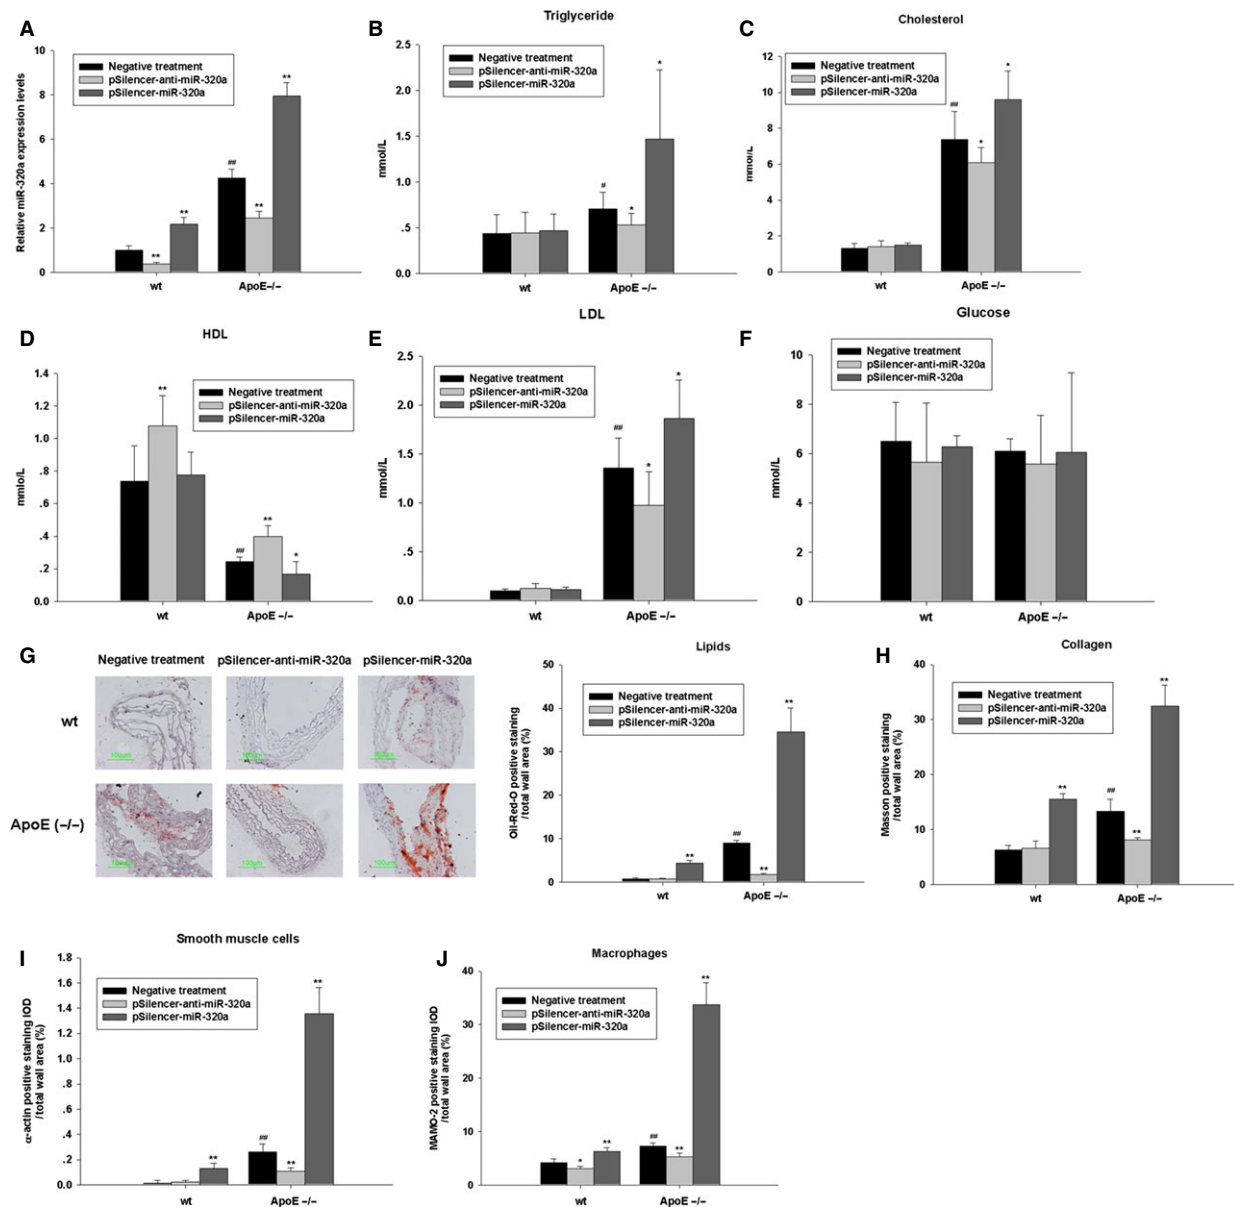 A
10
8
6
4
2
0
Relative miR-320a expression levels
Negative treatment
pSilencer-anti-miR-320a
pSilencer-miR-320a
**
**
##
**
**
wt
ApoE−/−
B
Triglyceride
2.5
2.0
1.5
1.0
.5
0.0
mmol/L
Negative treatment
pSilencer-anti-miR-320a
pSilencer-miR-320a
#
*
*
wt
ApoE −/−
C
Cholesterol
12
10
8
6
4
2
0
mmol/L
Negative treatment
pSilencer-anti-miR-320a
pSilencer-miR-320a
##
*
*
wt
ApoE −/−
D
HDL
1.4
1.2
1.0
.8
.6
.4
.2
0.0
mmlo/L
Negative treatment
pSilencer-anti-miR-320a
pSilencer-miR-320a
**
##
**
*
wt
ApoE −/−
E
LDL
2.5
2.0
1.5
1.0
.5
0.0
mmol/L
Negative treatment
pSilencer-anti-miR-320a
pSilencer-miR-320a
##
*
*
wt
ApoE −/−
F
Glucose
10
8
6
4
2
0
mmol/L
Negative treatment
pSilencer-anti-miR-320a
pSilencer-miR-320a
wt
ApoE −/−
G
Negative treatment pSilencer-anti-miR-320a pSilencer-miR-320a
wt
100um
100um
100um
ApoE (−/−)
100um
100um
100um
Lipids
50
40
30
20
10
0
Oil-Red-O positive staining
/total wall area (%)
Negative treatment
pSilencer-anti-miR-320a
pSilencer-miR-320a
**
##
**
**
wt
ApoE −/−
H
Collagen
40
30
20
10
0
Masson positive staining
/total wall area (%)
Negative treatment
pSilencer-anti-miR-320a
pSilencer-miR-320a
**
##
**
**
wt
ApoE −/−
I
Smooth muscle cells
1.8
1.6
1.4
1.2
1.0
.8
.6
.4
.2
0.0
α-actin positive staining IOD
/total wall area (%)
Negative treatment
pSilencer-anti-miR-320a
pSilencer-miR-320a
**
##
**
**
wt
ApoE −/−
J
Macrophages
40
30
20
10
0
MAMO-2 positive staining IOD
/total wall area (%)
Negative treatment
pSilencer-anti-miR-320a
pSilencer-miR-320a
*
**
##
**
**
wt
ApoE −/−